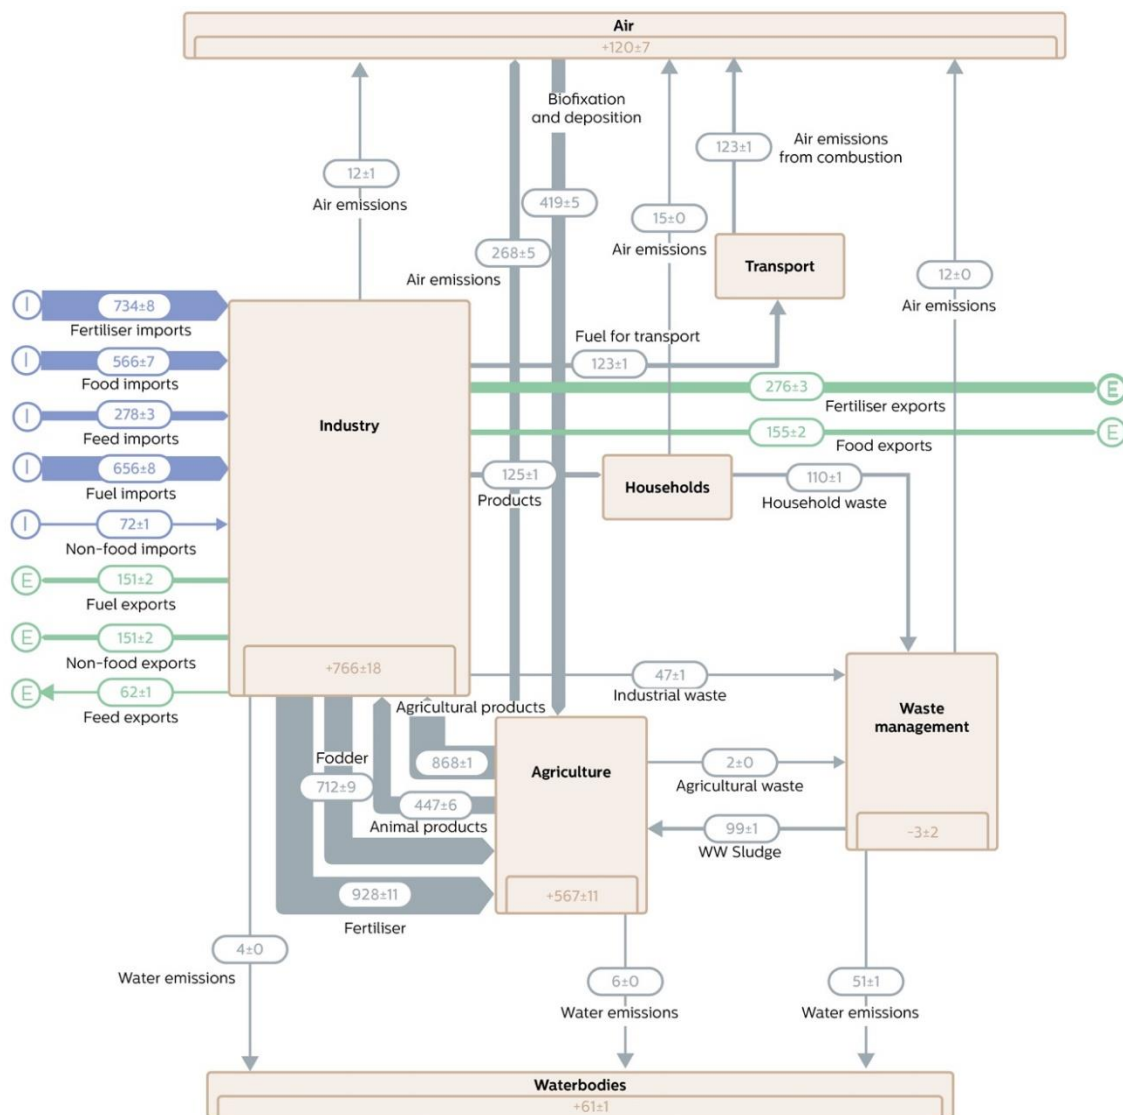 Air
+120±7
Biofixation
and deposition
123±1
Air emissions
from combustion
12±1
Air emissions
419±5
15±0
Air emissions
268±5
Air emissions
Transport
12±0
Air emissions
I
734±8
Fertiliser imports
I
566±7
Food imports
I
278±3
Feed imports
I
656±8
Fuel imports
I
72±1
Non-food imports
E
151±2
Fuel exports
E
151±2
Non-food exports
E
62±1
Feed exports
Industry
+766±18
Fuel for transport
123±1
276±3
E
Fertiliser exports
155±2
E
Food exports
125±1
Products
Households
110±1
Household waste
47±1
Industrial waste
Agricultural products
868±1
Fodder
712±9
447±6
Animal products
928±11
Fertiliser
Agriculture
+567±11
2±0
Agricultural waste
99±1
WW Sludge
Waste
management
-3±2
4±0
Water emissions
6±0
Water emissions
51±1
Water emissions
Waterbodies
+61±1